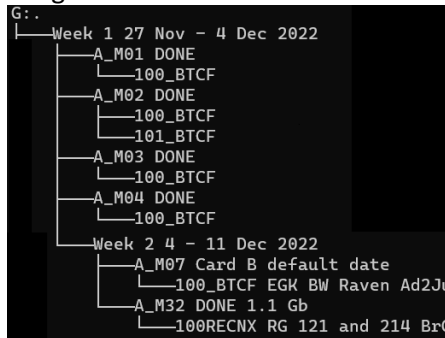 G:.
├───Week 1 27 Nov – 4 Dec 2022
│   ├───A_M01 DONE
│   │   └───100_BTCF
│   ├───A_M02 DONE
│   │   ├───100_BTCF
│   │   └───101_BTCF
│   ├───A_M03 DONE
│   │   └───100_BTCF
│   ├───A_M04 DONE
│   │   └───100_BTCF
│   └───Week 2 4 – 11 Dec 2022
│       ├───A_M07 Card B default date
│       │   └───100_BTCF EGK BW Raven
│       └───A_M32 DONE 1.1 Gb
│           └───100RECNX RG 121 and 214